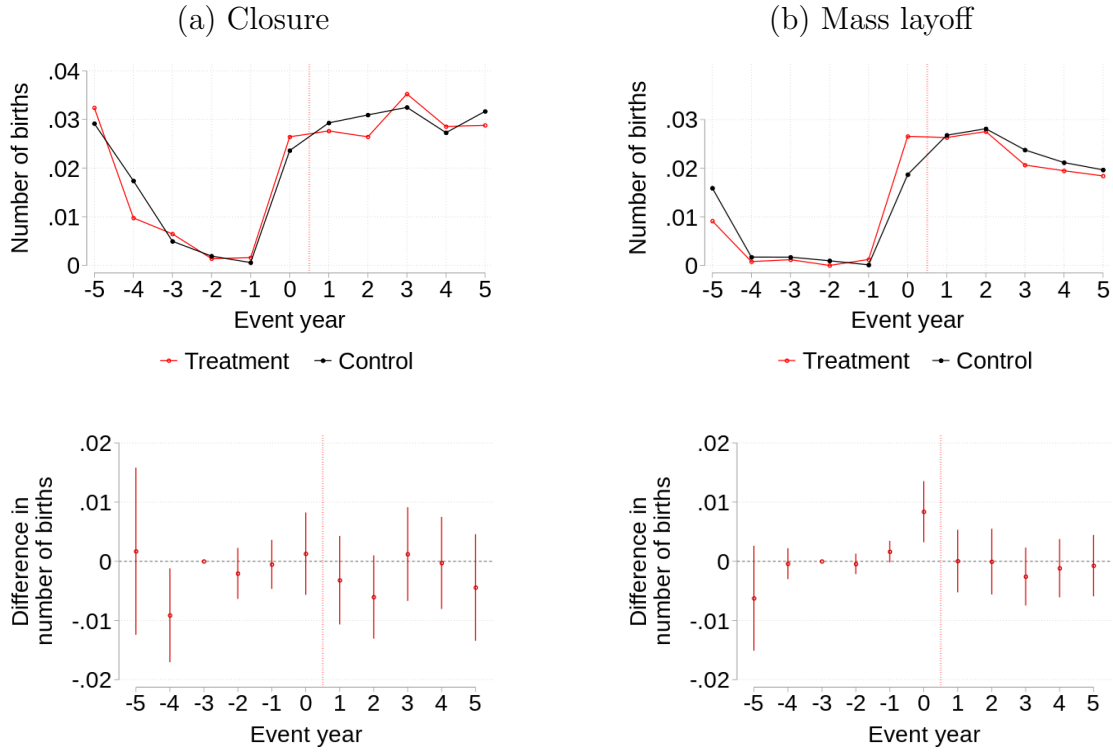 (a) Closure
(b) Mass layoff
Number of births
.04
.03
.02
.01
0
-5 -4 -3 -2 -1 0 1 2 3 4 5
Event year
Treatment Control
Number of births
.03
.02
.01
0
-5 -4 -3 -2 -1 0 1 2 3 4 5
Event year
Treatment Control
Difference in
number of births
.02
.01
0
-.01
-.02
-5 -4 -3 -2 -1 0 1 2 3 4 5
Event year
Difference in
number of births
.02
.01
0
-.01
-.02
-5 -4 -3 -2 -1 0 1 2 3 4 5
Event year